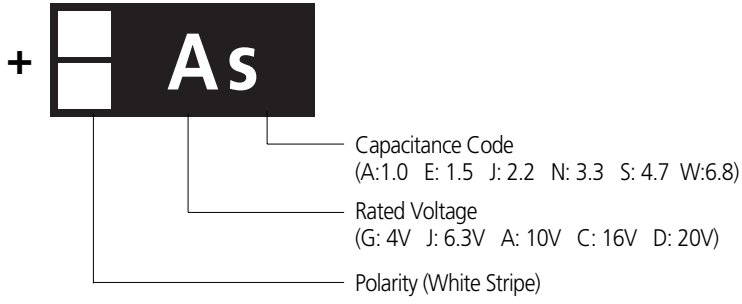 + As
Capacitance Code
(A:1.0 E: 1.5 J: 2.2 N: 3.3 S: 4.7 W:6.8)
Rated Voltage
(G: 4V J: 6.3V A: 10V C: 16V D: 20V)
Polarity (White Stripe)